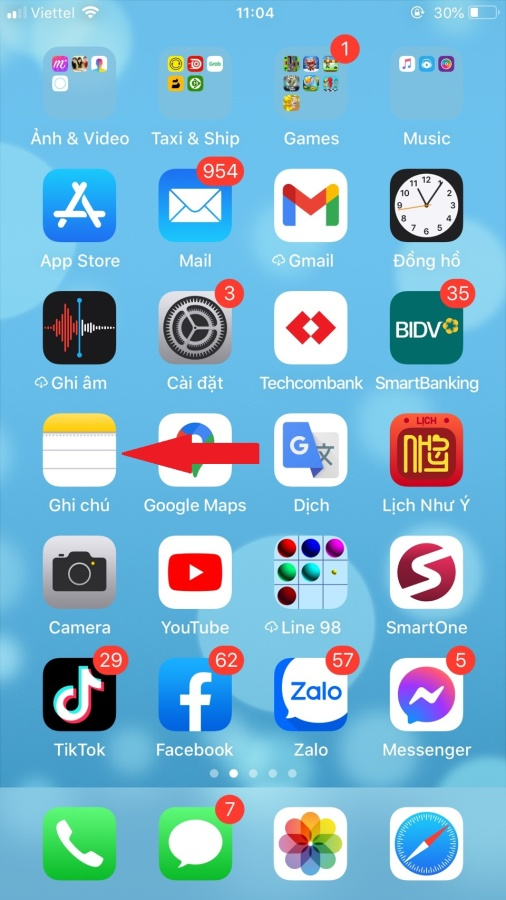 Viettel 11:04 30%
1
Ảnh & Video Taxi & Ship Games Music
954
App Store Mail Gmail Đồng hồ
3 35
BIDV
Ghi âm Cài đặt Techcombank SmartBanking
LỊCH
Ghi chú Google Maps Dịch Lịch Như Ý
Camera YouTube Line 98 SmartOne
29 62 57 5
Zalo
TikTok Facebook Zalo Messenger
7